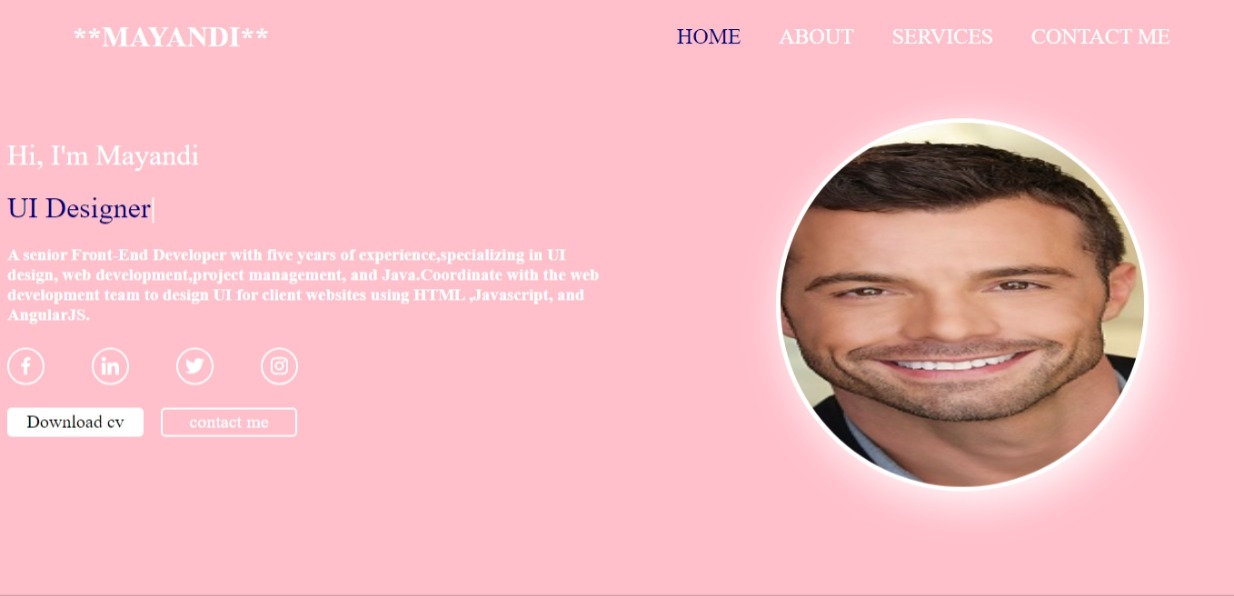 **MAYANDI**
HOME ABOUT SERVICES CONTACT ME
Hi, I'm Mayandi
UI Designer
A senior Front-End Developer with five years of experience,specializing in UI
design, web development,project management, and Java.Coordinate with the web
development team to design UI for client websites using HTML ,Javascript, and
AngularJS.
f in
Download cv contact me